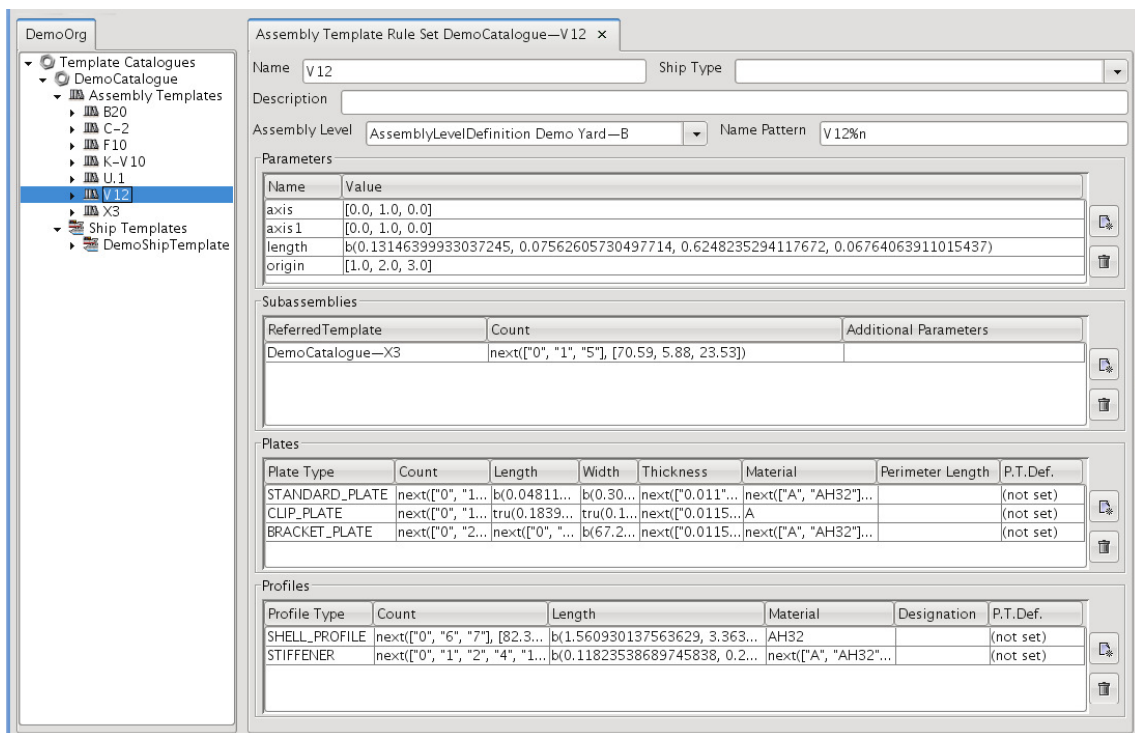 DemoOrg
Template Catalogues
DemoCatalogue
Assembly Templates
B20
C-2
F10
K-V10
U.1
V12
X3
Ship Templates
DemoShipTemplate
Assembly Template Rule Set DemoCatalogue—V12 ×
Name V12 Ship Type
Description
Assembly Level AssemblyLevelDefinition Demo Yard—B Name Pattern V12%n
Parameters
Name Value
axis [0.0, 1.0, 0.0]
axis1 [0.0, 1.0, 0.0]
length b(0.13146399933037245, 0.07562605730497714, 0.6248235294117672, 0.06764063911015437)
origin [1.0, 2.0, 3.0]
Subassemblies
ReferredTemplate Count Additional Parameters
DemoCatalogue—X3 next(["0", "1", "5"], [70.59, 5.88, 23.53])
Plates
Plate Type Count Length Width Thickness Material Perimeter Length P.T.Def.
STANDARD_PLATE next(["0", "1... b(0.04811... b(0.30... next(["0.011"... next(["A", "AH32"]... (not set)
CLIP_PLATE next(["0", "1... tru(0.1839... tru(0.1... next(["0.0115... A (not set)
BRACKET_PLATE next(["0", "2... next(["0", "... b(67.2... next(["0.0115... next(["A", "AH32"]... (not set)
Profiles
Profile Type Count Length Material Designation P.T.Def.
SHELL_PROFILE next(["0", "6", "7"], [82.3... b(1.560930137563629, 3.363... AH32 (not set)
STIFFENER next(["0", "1", "2", "4", "1... b(0.11823538689745838, 0.2... next(["A", "AH32"... (not set)